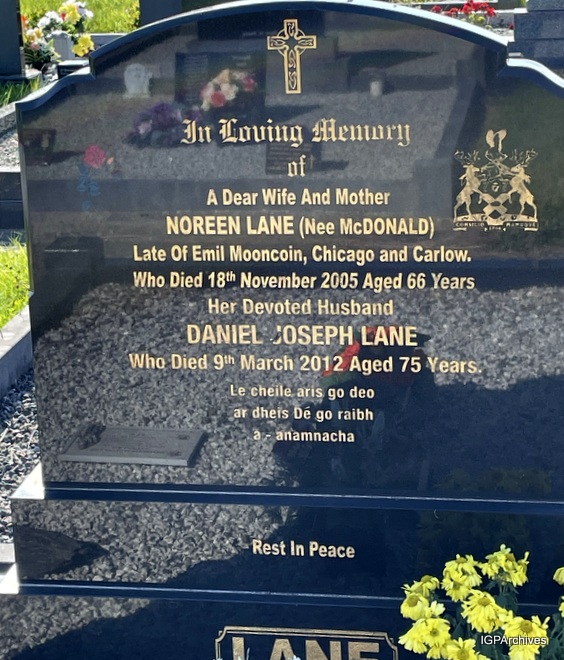 In Loving Memory
of
A Dear Wife And Mother
NOREEN LANE (Nee McDONALD)
Late Of Emil Mooncoin, Chicago and Carlow.
Who Died 18th November 2005 Aged 66 Years
Her Devoted Husband
DANIEL JOSEPH LANE
Who Died 9th March 2012 Aged 75 Years.
Le cheile aris go deo
ar dheis Dé go raibh
a - anamnacha
Rest In Peace
LANE
IGPArchives